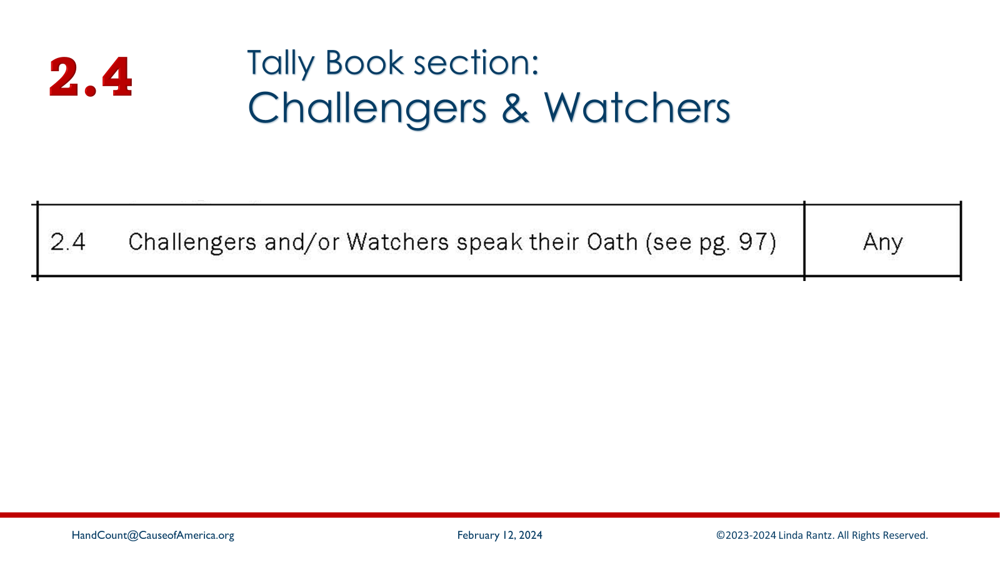 2.4
Tally Book section:
Challengers & Watchers
2.4 Challengers and/or Watchers speak their Oath (see pg. 97) Any
HandCount@CauseofAmerica.org February 12, 2024 ©2023-2024 Linda Rantz. All Rights Reserved.